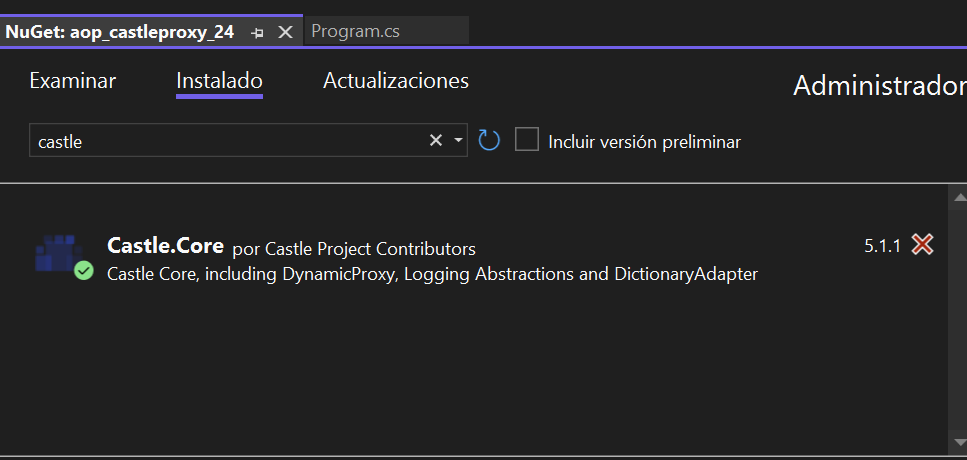 NuGet: aop_castleproxy_24 Program.cs
Examinar Instalado Actualizaciones Administrador
castle Incluir versión preliminar
Castle.Core por Castle Project Contributors 5.1.1
Castle Core, including DynamicProxy, Logging Abstractions and DictionaryAdapter